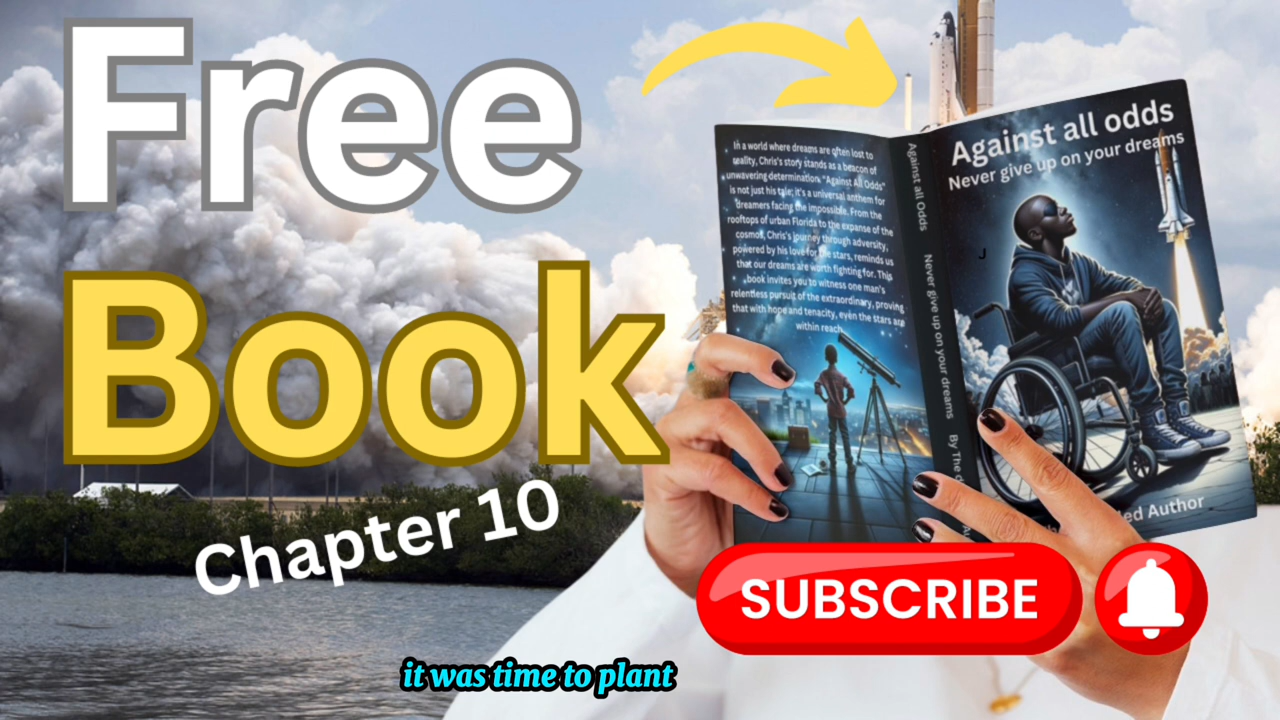 Free
Book
Chapter 10
In a world where dreams are often lost to
reality, Chris's story stands as a beacon of
unwavering determination. "Against All Odds"
is not just his tale; it's a universal anthem for
dreamers facing the impossible. From the
rooftops of urban Florida to the expanse of the
cosmos, Chris's journey through adversity,
powered by his love for the stars, reminds us
that our dreams are worth fighting for. This
book invites you to witness one man's
relentless pursuit of the extraordinary, proving
that with hope and tenacity, even the stars are
within reach.
Against all Odds
Never give up on your dreams
By The
Against all odds
Never give up on your dreams
J
Author
SUBSCRIBE
it was time to plant